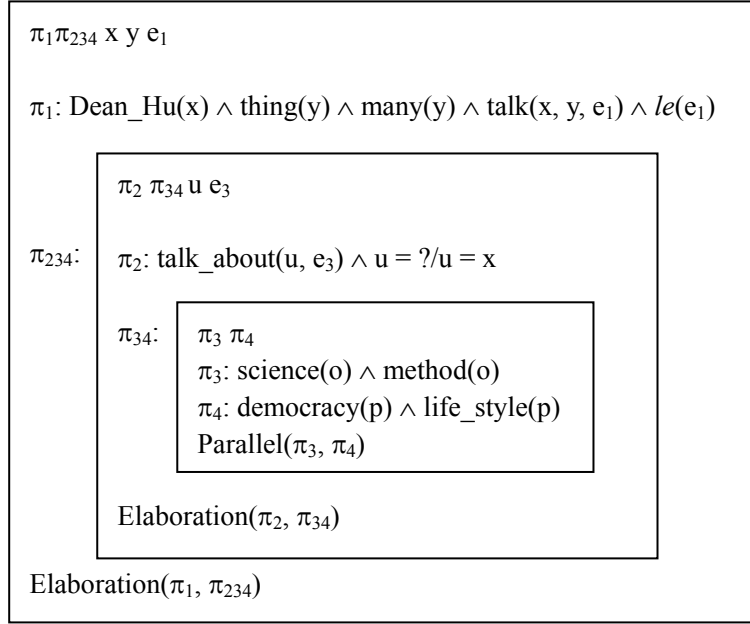 π₁π₂₃₄ x y e₁
π₁: Dean_Hu(x) ∧ thing(y) ∧ many(y) ∧ talk(x, y, e₁) ∧ le(e₁)
π₂ π₃₄ u e₃
π₂₃₄: π₂: talk_about(u, e₃) ∧ u = ?/u = x
π₃₄: π₃ π₄
π₃: science(o) ∧ method(o)
π₄: democracy(p) ∧ life_style(p)
Parallel(π₃, π₄)
Elaboration(π₂, π₃₄)
Elaboration(π₁, π₂₃₄)